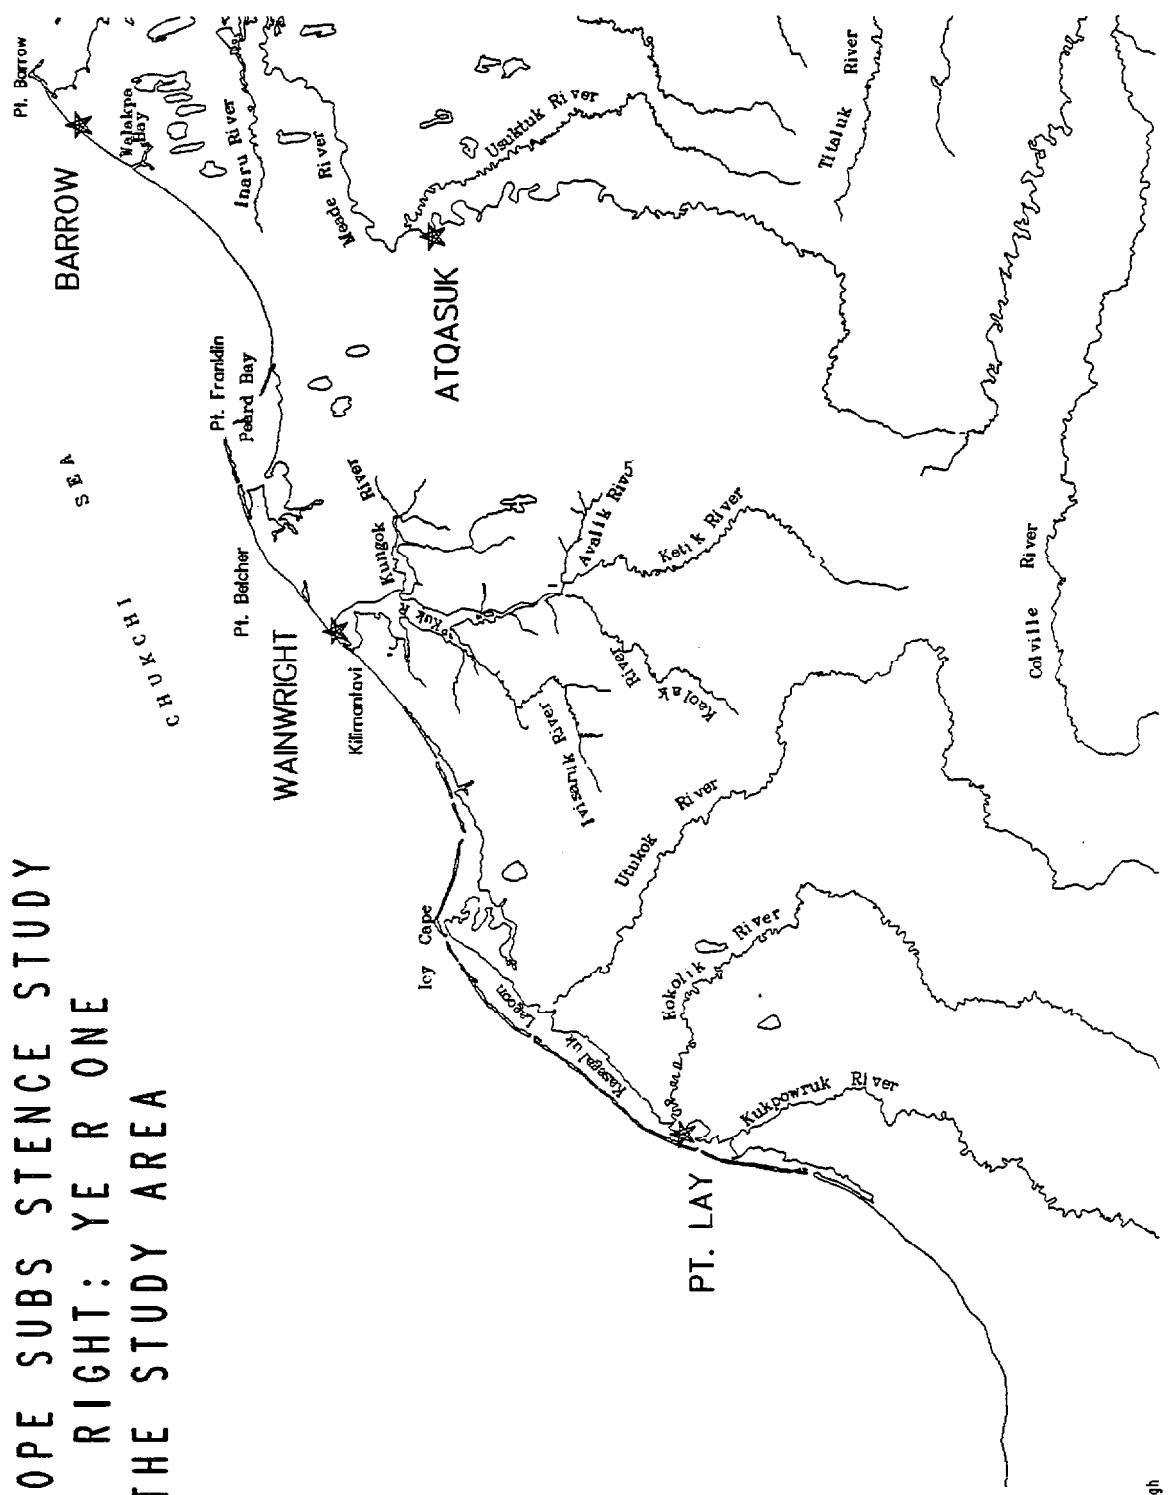 OPE SUBS STENCE STUDY
RIGHT: YE R ONE
THE STUDY AREA
CHUKCHI SEA
Pt. Barrow
BARROW
Walakpa
Bay
Inaru River
Meade River
Usuktuk River
Titaluk River
ATQASUK
Pt. Franklin
Peard Bay
Pt. Belcher
WAINWRIGHT
Kilimantavi
Kungok River
Kuk R
Avalik Riv
Ketik River
Kaolak River
Ivisaruk River
Colville River
Utukok River
Icy Cape
Kasegaluk Lagoon
Kokolik River
Kukpowruk River
PT. LAY
gh